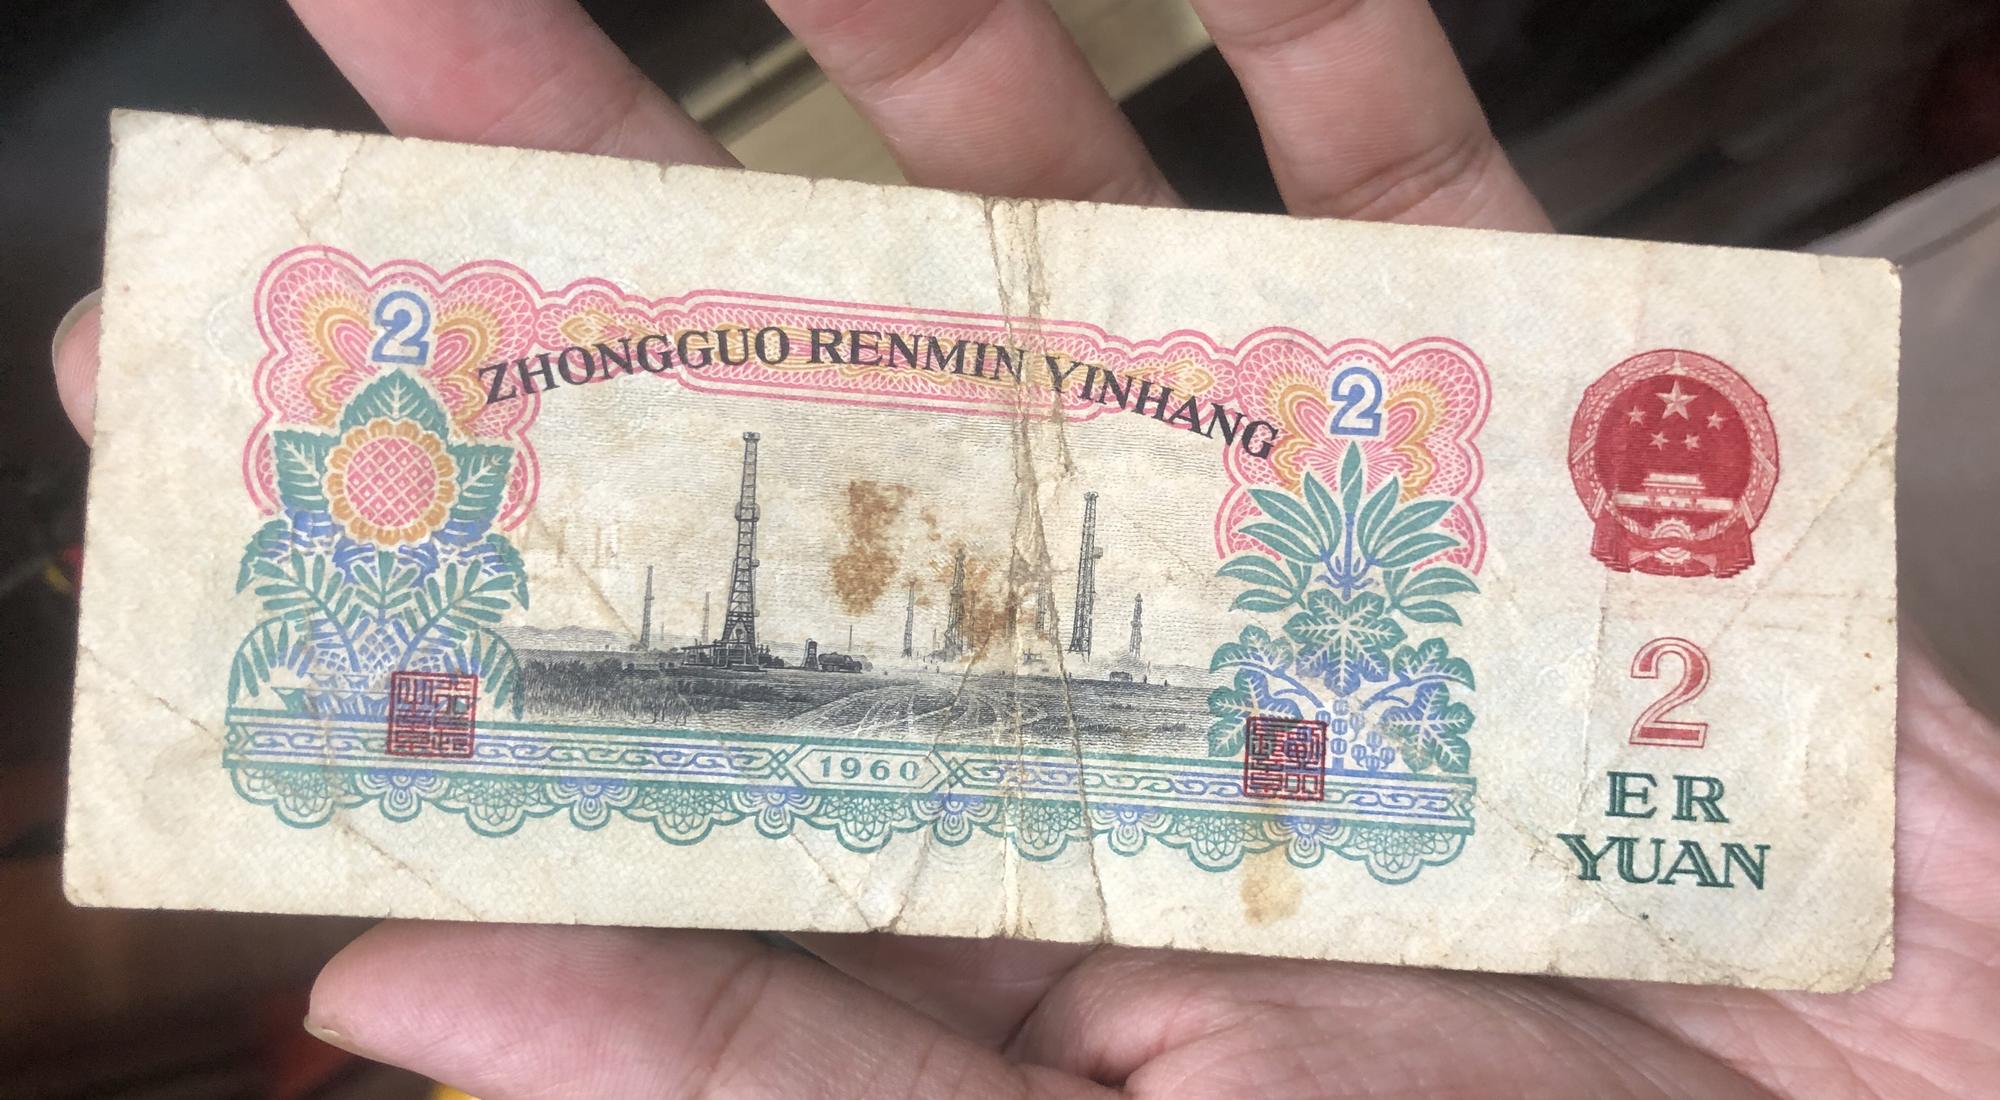 2
2
ZHONGGUO RENMIN YINHANG
1960
2
ER
YUAN